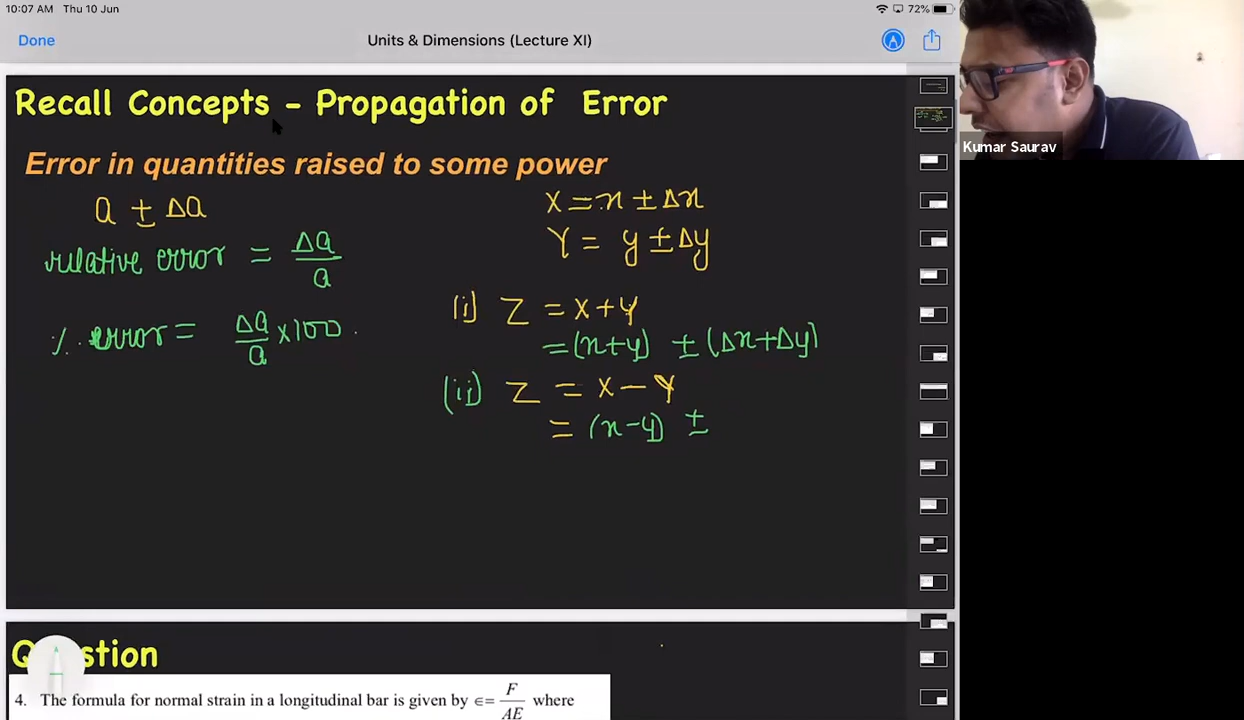 10:07 AM Thu 10 Jun
72%
Done
Units & Dimensions (Lecture XI)
Kumar Saurav
Recall Concepts - Propagation of Error
Error in quantities raised to some power
a ± Δa
relative error = Δa/a
% error = Δa/a × 100.
X = x ± Δx
Y = y ± Δy
(i) Z = X + Y
= (x+y) ± (Δx+Δy)
(ii) Z = X − Y
= (x−y) ±
Q stion
4. The formula for normal strain in a longitudinal bar is given by ∈= F/AE where